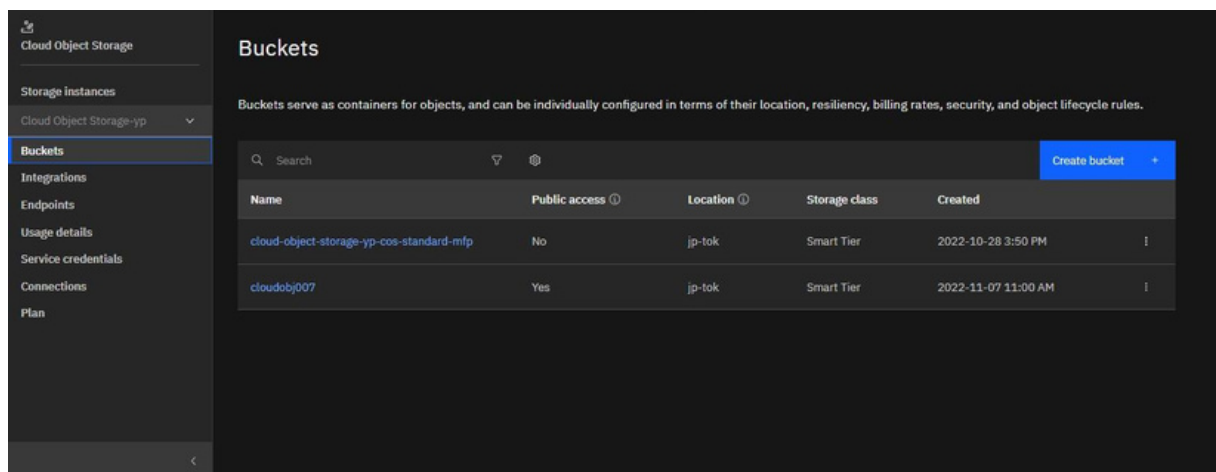 Cloud Object Storage
Storage instances
Cloud Object Storage-yp
Buckets
Integrations
Endpoints
Usage details
Service credentials
Connections
Plan
Buckets
Buckets serve as containers for objects, and can be individually configured in terms of their location, resiliency, billing rates, security, and object lifecycle rules.
Search
Create bucket +
Name Public access Location Storage class Created
cloud-object-storage-yp-cos-standard-mfp No jp-tok Smart Tier 2022-10-28 3:50 PM
cloudobj007 Yes jp-tok Smart Tier 2022-11-07 11:00 AM